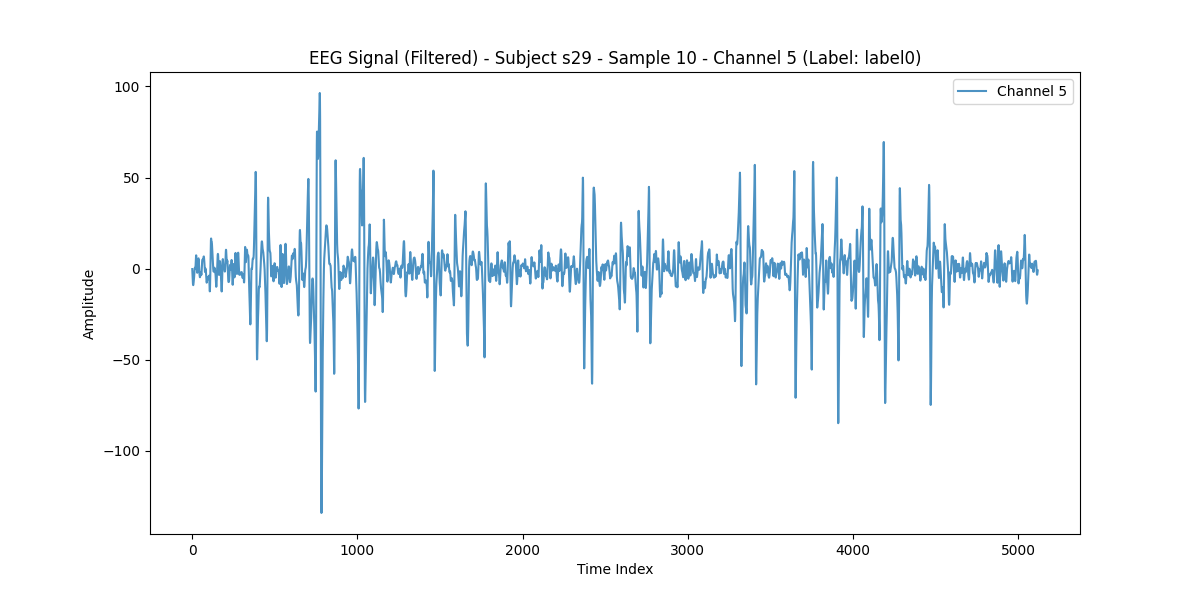 EEG Signal (Filtered) - Subject s29 - Sample 10 - Channel 5 (Label: label0)
Channel 5
100
50
0
−50
−100
Amplitude
0 1000 2000 3000 4000 5000
Time Index